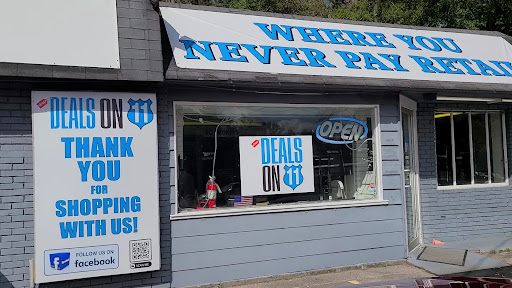 WHERE YOU
NEVER PAY RETAIL
DEALS ON
THANK
YOU
FOR
SHOPPING
WITH US!
FOLLOW US ON
facebook
OPEN
DEALS
ON